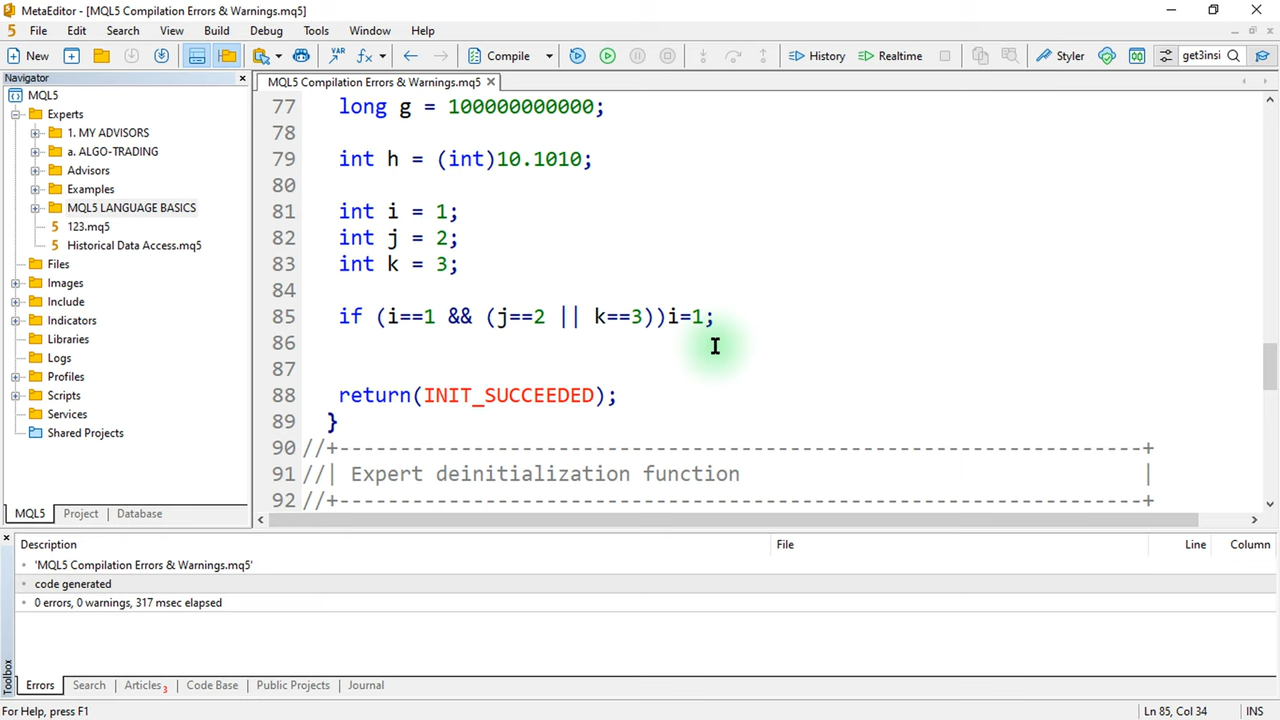 MetaEditor - [MQL5 Compilation Errors & Warnings.mq5]
5 File Edit Search View Build Debug Tools Window Help
New VAR fx Compile History Realtime Styler get3insi
Navigator
MQL5 Compilation Errors & Warnings.mq5
MQL5
Experts
1. MY ADVISORS
a. ALGO-TRADING
Advisors
Examples
MQL5 LANGUAGE BASICS
5 123.mq5
5 Historical Data Access.mq5
Files
Images
Include
Indicators
Libraries
Logs
Profiles
Scripts
Services
Shared Projects
MQL5 Project Database
77 long g = 100000000000;
78
79 int h = (int)10.1010;
80
81 int i = 1;
82 int j = 2;
83 int k = 3;
84
85 if (i==1 && (j==2 || k==3))i=1;
86
87
88 return(INIT_SUCCEEDED);
89 }
90 //+------------------------------------------------------------------+
91 //| Expert deinitialization function |
92 //+------------------------------------------------------------------+
Description File Line Column
'MQL5 Compilation Errors & Warnings.mq5'
code generated
0 errors, 0 warnings, 317 msec elapsed
Toolbox
Errors Search Articles 3 Code Base Public Projects Journal
For Help, press F1 Ln 85, Col 34 INS